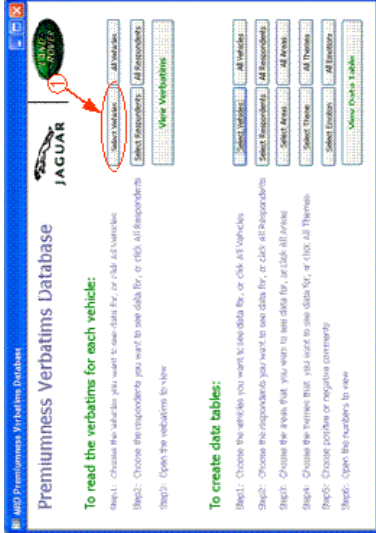 MRD Premiumness Verbatims Database
Premiumness Verbatims Database
JAGUAR
LAND ROVER
1
To read the verbatims for each vehicle:
Step1: Choose the vehicles you want to see data for, or click All Vehicles
Select Vehicles
All Vehicles
Step2: Choose the respondents you want to see data for, or click All Respondents
Select Respondents
All Respondents
Step3: Open the verbatims to view
View Verbatims
To create data tables:
Step1: Choose the vehicles you want to see data for, or click All Vehicles
Select Vehicles
All Vehicles
Step2: Choose the respondents you want to see data for, or click All Respondents
Select Respondents
All Respondents
Step3: Choose the areas that you want to see data for, or click All Areas
Select Areas
All Areas
Step4: Choose the themes that you want to see data for, or click All Themes
Select Theme
All Themes
Step5: Choose positive or negative comments
Select Emotion
All Emotions
Step6: Open the numbers to view
View Data Table